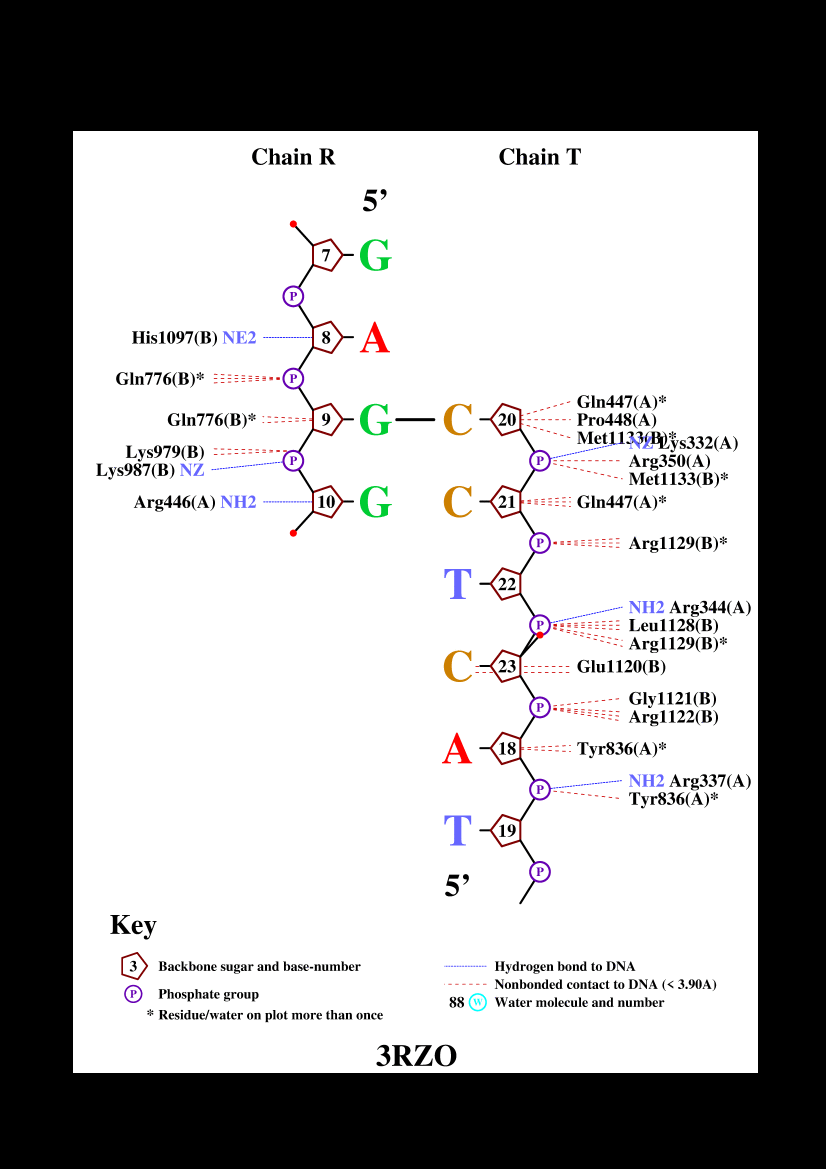 Chain R Chain T
5’
7 G
P
His1097(B) NE2 8 A
Gln776(B)* P
Gln447(A)*
Gln776(B)* 9 G C 20 Pro448(A)
Met1133(B)*
NZ Lys332(A)
Lys979(B) P P Arg350(A)
Lys987(B) NZ
Met1133(B)*
Arg446(A) NH2 10 G C 21 Gln447(A)*
P Arg1129(B)*
T 22
NH2 Arg344(A)
P Leu1128(B)
Arg1129(B)*
C 23 Glu1120(B)
Gly1121(B)
P Arg1122(B)
A 18 Tyr836(A)*
NH2 Arg337(A)
P Tyr836(A)*
T 19
P
5’
Key
3 Backbone sugar and base-number
P Phosphate group
* Residue/water on plot more than once
Hydrogen bond to DNA
Nonbonded contact to DNA (< 3.90A)
88 W Water molecule and number
3RZO